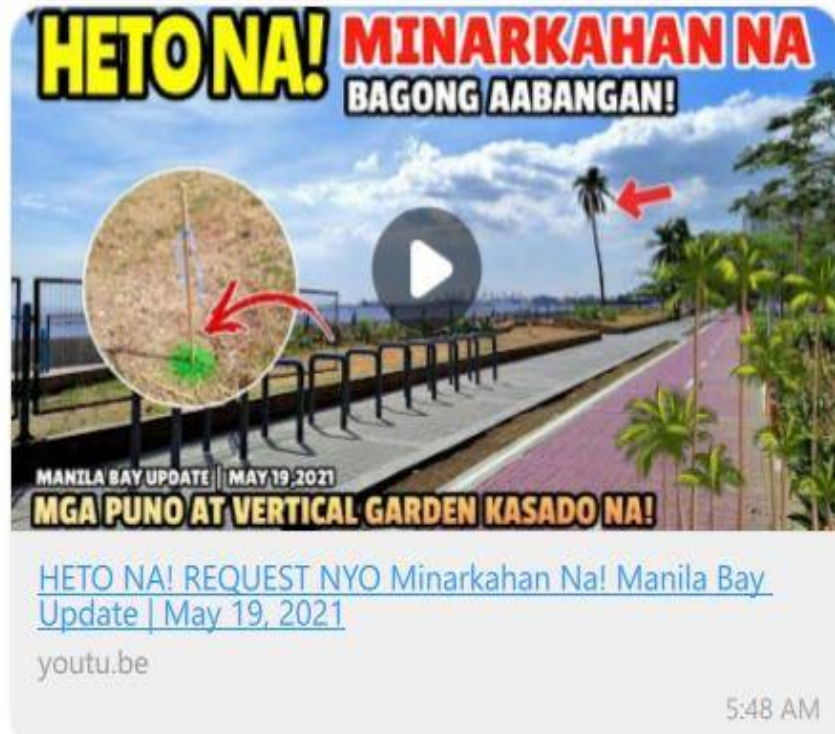 HETO NA! MINARKAHAN NA
BAGONG AABANGAN!
MANILA BAY UPDATE | MAY 19,2021
MGA PUNO AT VERTICAL GARDEN KASADO NA!
HETO NA! REQUEST NYO Minarkahan Na! Manila Bay
Update | May 19, 2021
youtu.be
5:48 AM